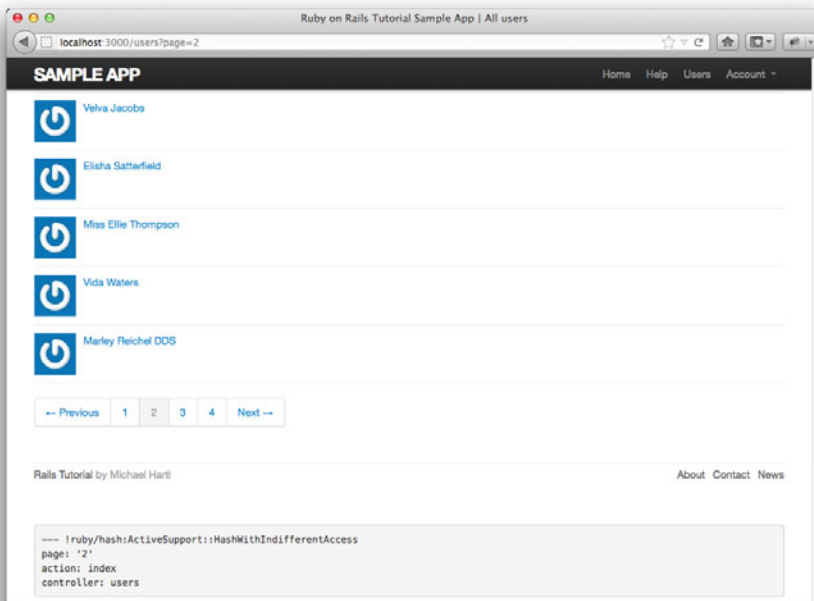 Ruby on Rails Tutorial Sample App | All users
localhost:3000/users?page=2
SAMPLE APP
Home Help Users Account
Velva Jacobs
Elisha Satterfield
Miss Ellie Thompson
Vida Waters
Marley Reichel DDS
← Previous 1 2 3 4 Next →
Rails Tutorial by Michael Hartl
About Contact News
--- !ruby/hash:ActiveSupport::HashWithIndifferentAccess
page: '2'
action: index
controller: users